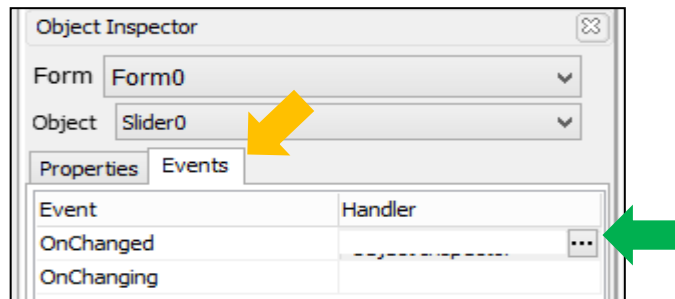 Object Inspector
Form Form0
Object Slider0
Properties Events
Event Handler
OnChanged ...
OnChanging